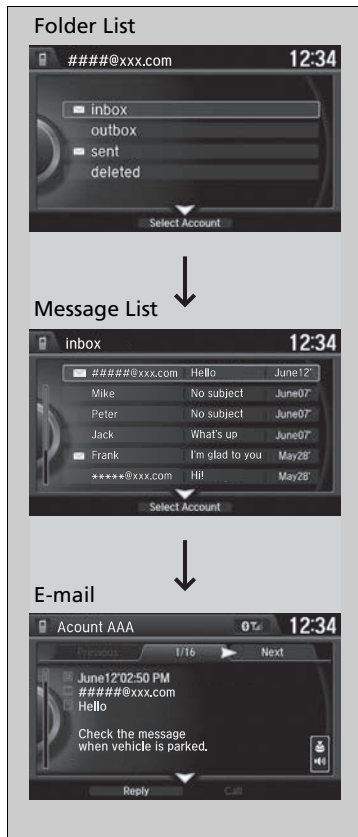 Folder List
####@xxx.com 12:34
inbox
outbox
sent
deleted
Select Account
Message List
inbox 12:34
#####@xxx.com Hello June12'
Mike No subject June07'
Peter No subject June07'
Jack What's up June07'
Frank I'm glad to you May28'
*****@xxx.com Hi! May28'
Select Account
E-mail
Acount AAA 12:34
Previous 1/16 Next
June12'02:50 PM
#####@xxx.com
Hello
Check the message
when vehicle is parked.
Reply Call